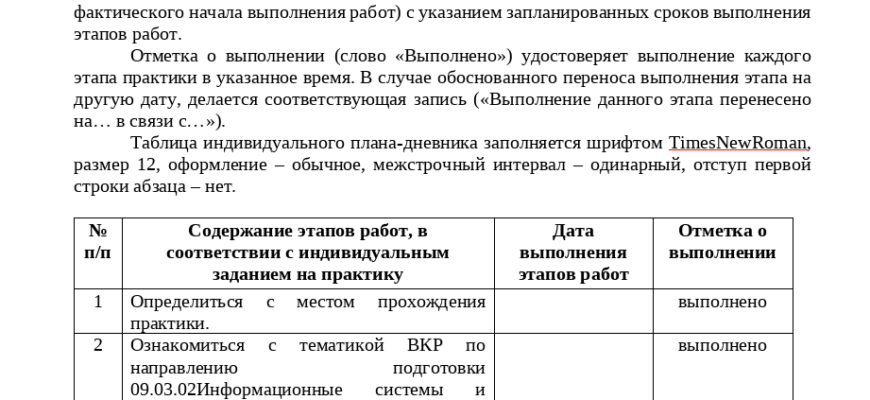 фактического начала выполнения работ) с указанием запланированных сроков выполнения
этапов работ.
Отметка о выполнении (слово «Выполнено») удостоверяет выполнение каждого
этапа практики в указанное время. В случае обоснованного переноса выполнения этапа на
другую дату, делается соответствующая запись («Выполнение данного этапа перенесено
на… в связи с…»).
Таблица индивидуального плана-дневника заполняется шрифтом TimesNewRoman,
размер 12, оформление – обычное, межстрочный интервал – одинарный, отступ первой
строки абзаца – нет.
№ п/п
Содержание этапов работ, в
соответствии с индивидуальным
заданием на практику
Дата
выполнения
этапов работ
Отметка о
выполнении
1 Определиться с местом прохождения выполнено
практики.
2 Ознакомиться с тематикой ВКР по выполнено
направлению подготовки
09.03.02Информационные системы и